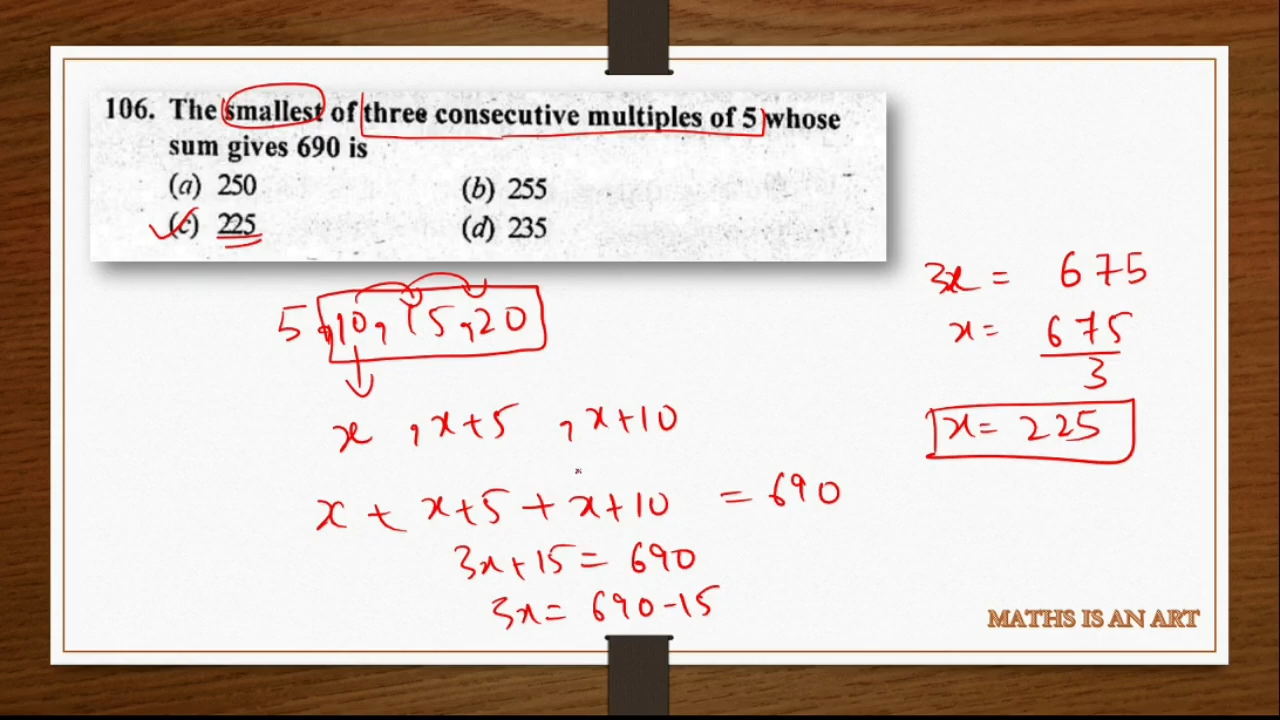 106. The smallest of three consecutive multiples of 5 whose
sum gives 690 is
(a) 250 (b) 255
(c) 225 (d) 235
5, 10, 15, 20
x , x+5 , x+10
x + x+5 + x+10 = 690
3x+15 = 690
3x = 690-15
3x = 675
x = 675
3
x = 225
MATHS IS AN ART